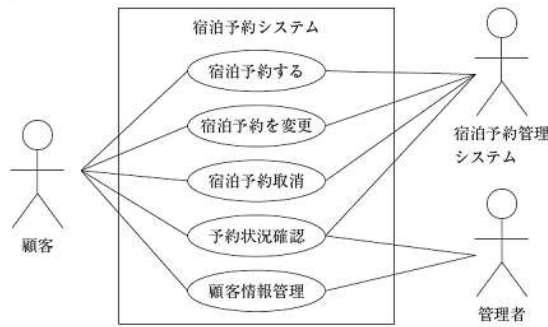 宿泊予約システム
宿泊予約する
宿泊予約を変更
宿泊予約取消
予約状況確認
顧客情報管理
顧客
宿泊予約管理
システム
管理者